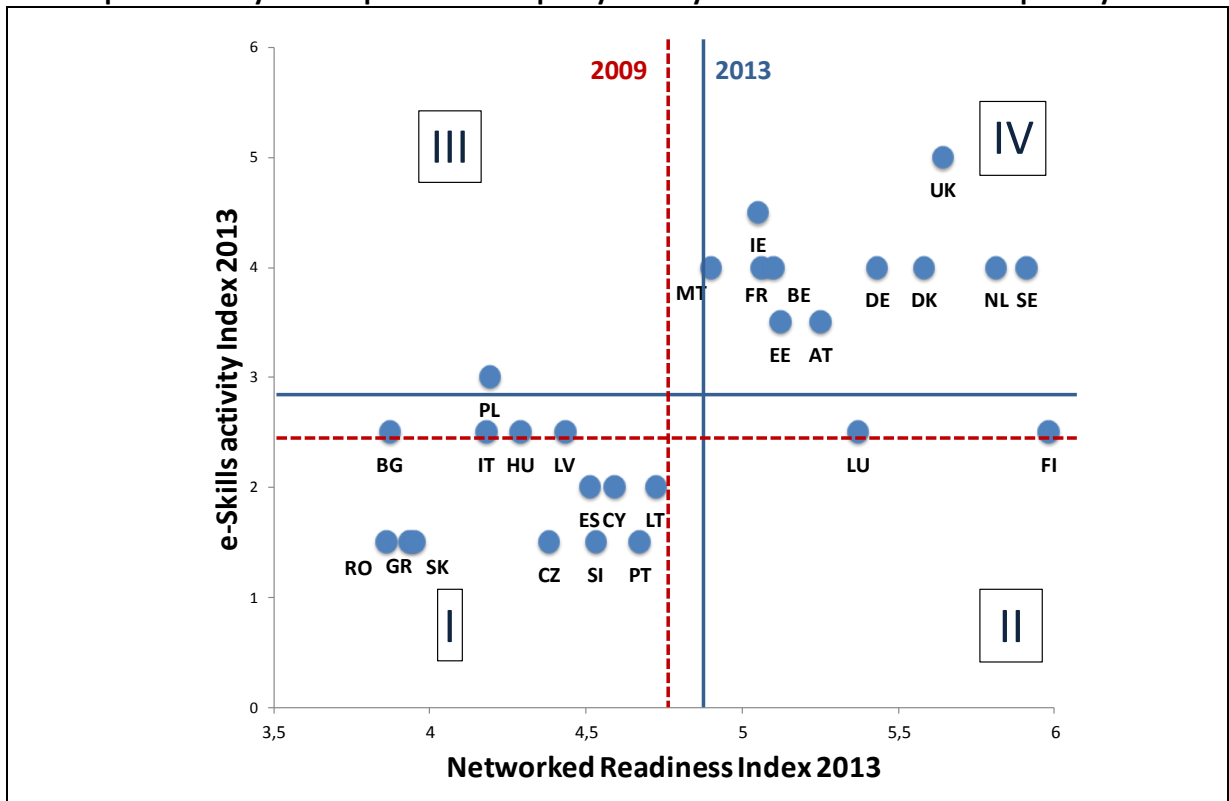 6
2009
2013
III
IV
5
UK
IE
4
MT
FR
BE
DE
DK
NL
SE
EE
AT
3
PL
BG
IT
HU
LV
LU
FI
2
ES
CY
LT
RO
GR
SK
CZ
SI
PT
1
I
II
0
3,5
4
4,5
5
5,5
6
e-Skills activity Index 2013
Networked Readiness Index 2013